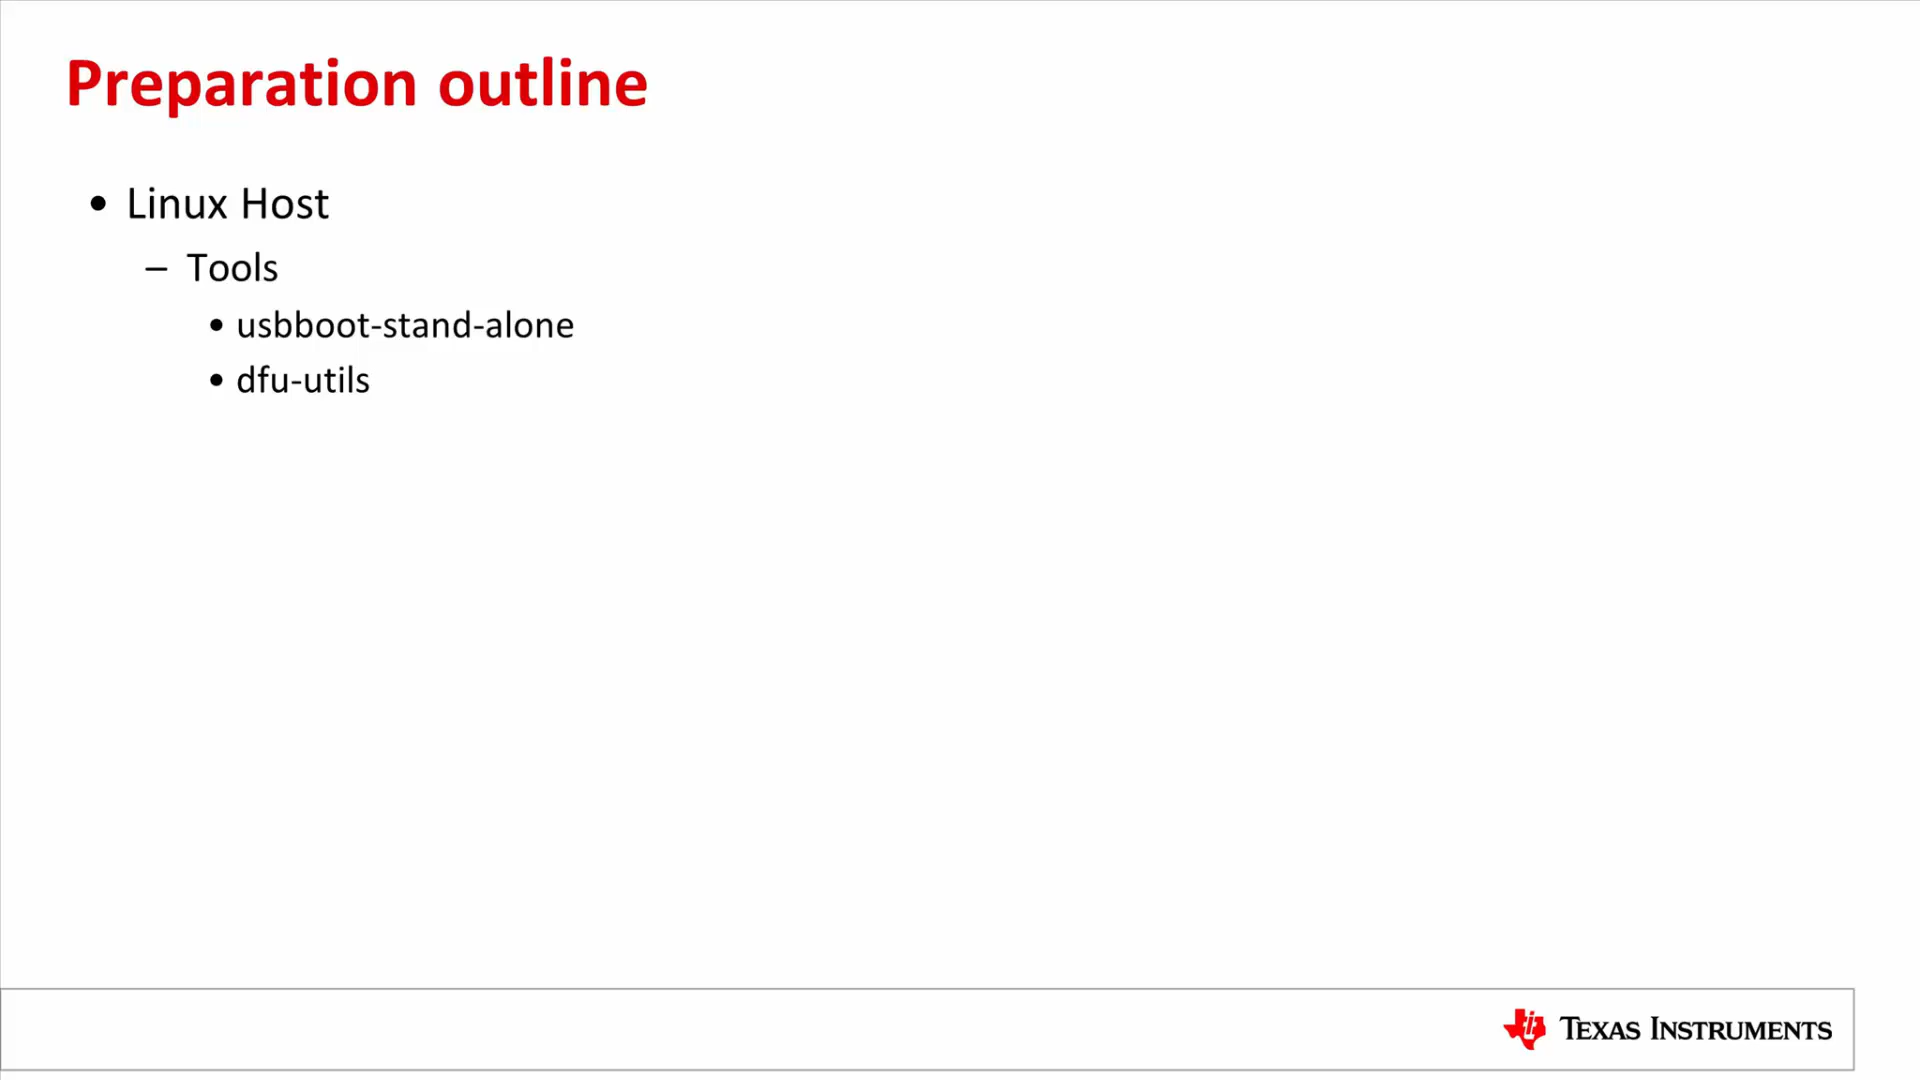 Preparation outline
• Linux Host
– Tools
• usbboot-stand-alone
• dfu-utils
TEXAS INSTRUMENTS